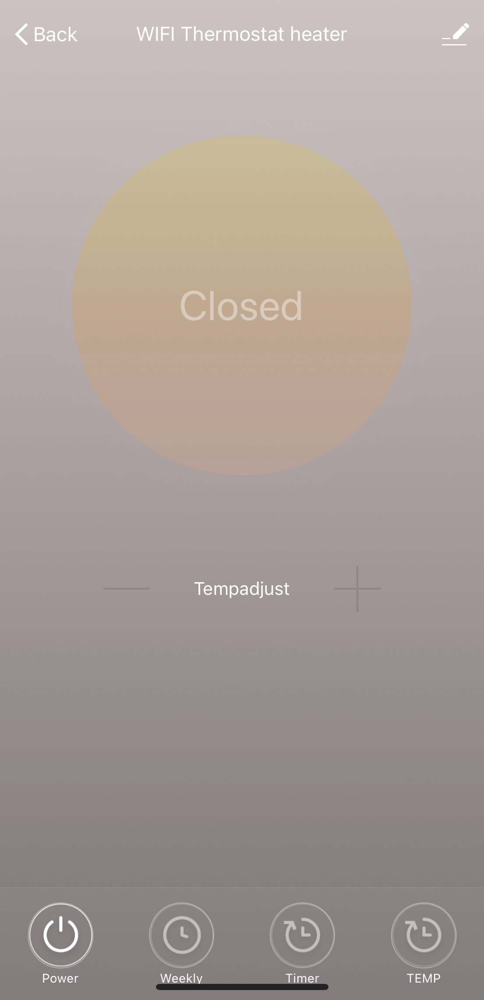 Back
WIFI Thermostat heater
Closed
Tempadjust
Power
Weekly
Timer
TEMP